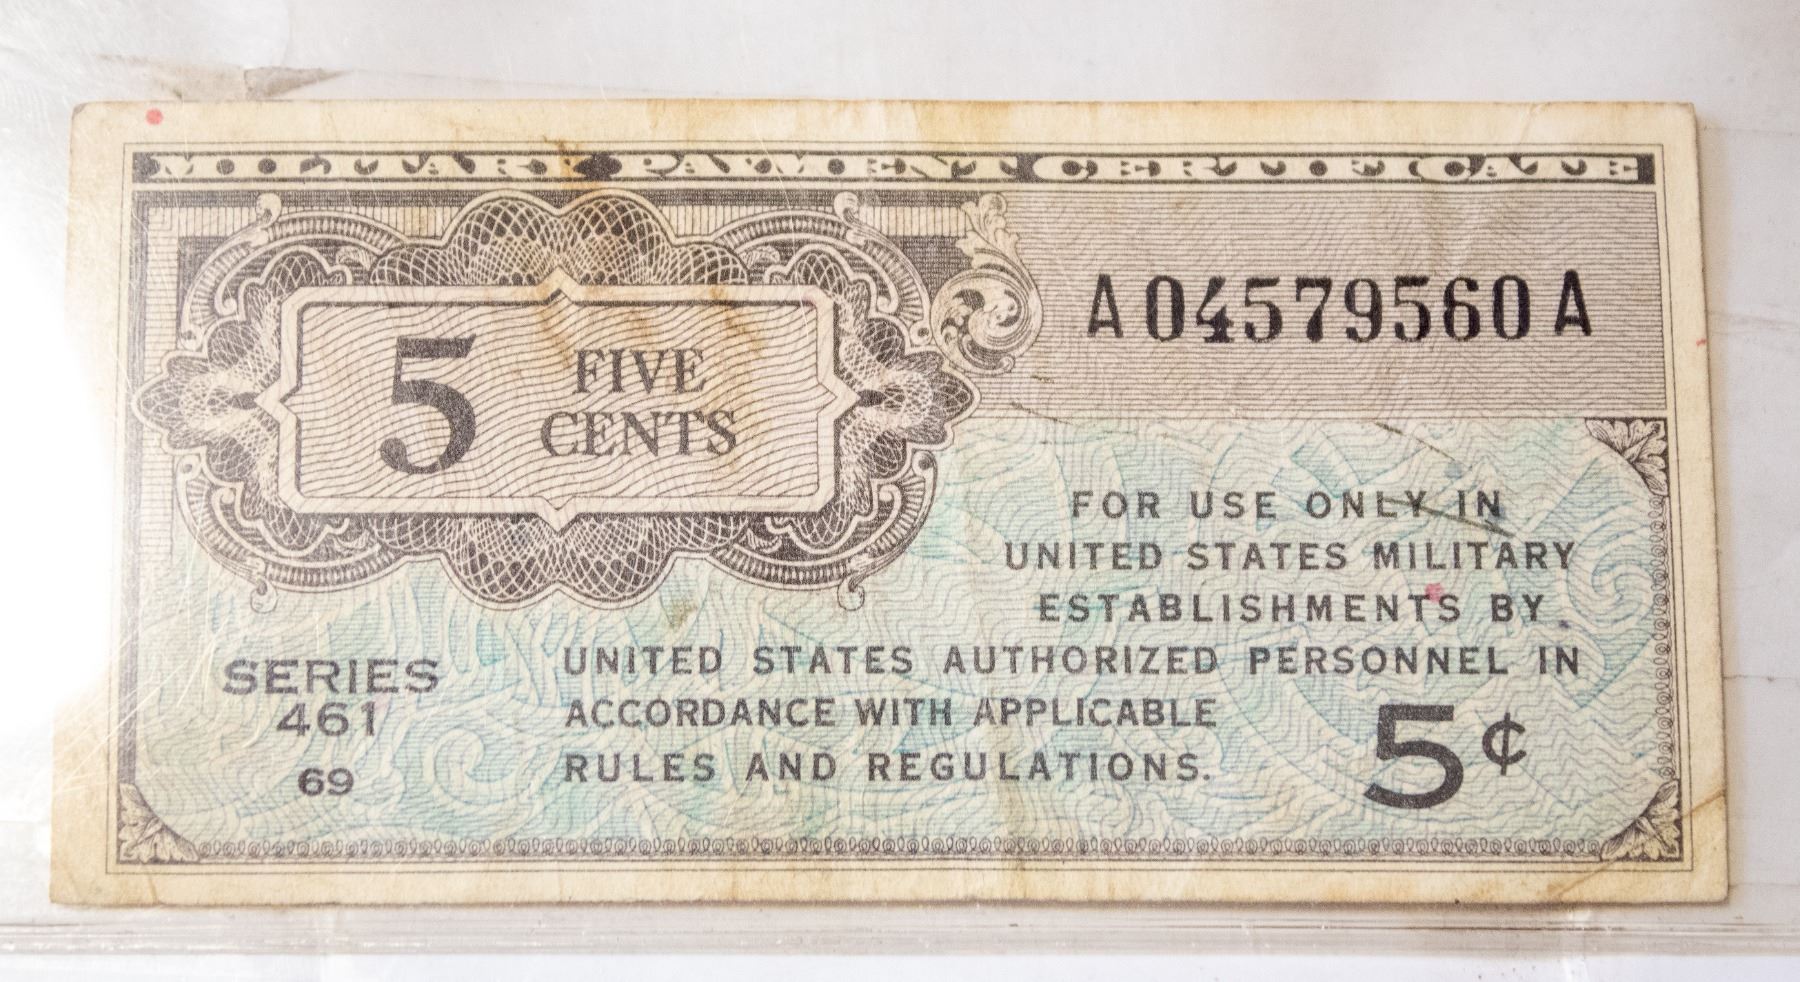 MILITARY PAYMENT CERTIFICATE
A04579560A
5 FIVE
CENTS
FOR USE ONLY IN
UNITED STATES MILITARY
ESTABLISHMENTS BY
UNITED STATES AUTHORIZED PERSONNEL IN
ACCORDANCE WITH APPLICABLE
RULES AND REGULATIONS.
SERIES
461
69
5¢